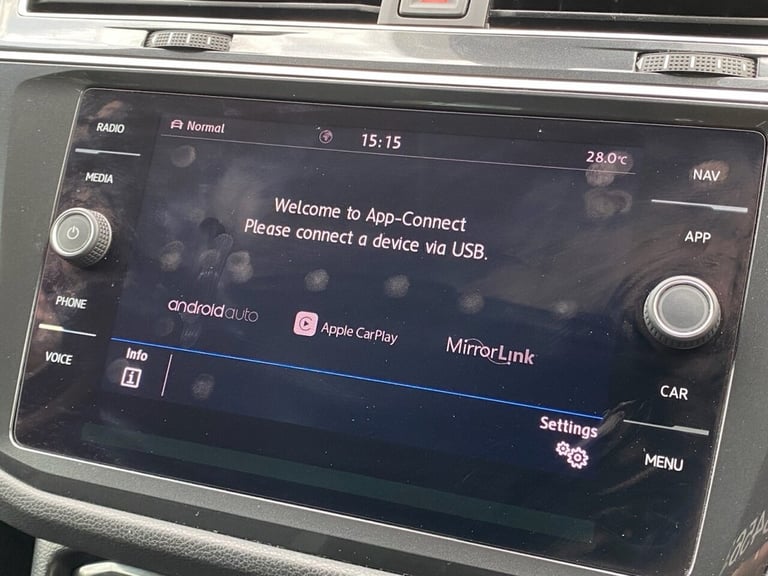 Normal
15:15
28.0°C
RADIO
MEDIA
PHONE
VOICE
Welcome to App-Connect
Please connect a device via USB.
androidauto
Apple CarPlay
MirrorLink
Info
Settings
NAV
APP
CAR
MENU